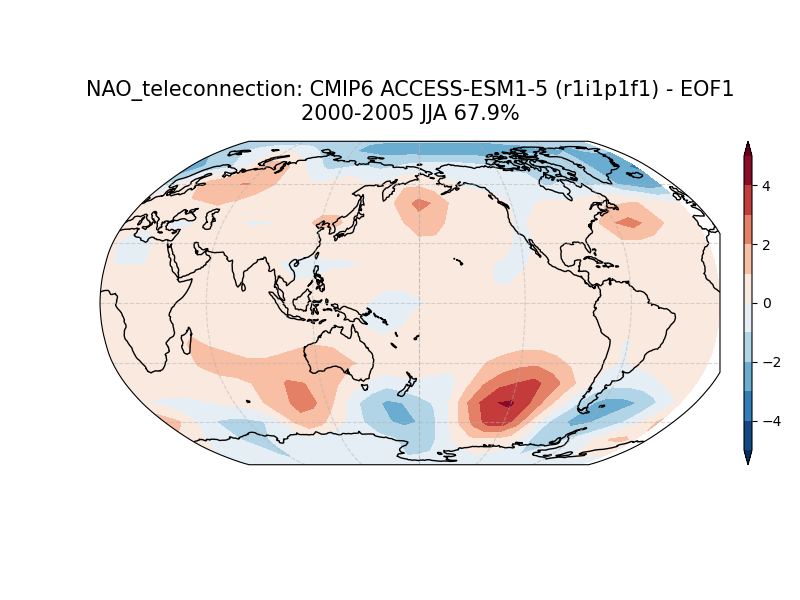 NAO_teleconnection: CMIP6 ACCESS-ESM1-5 (r1i1p1f1) - EOF1
2000-2005 JJA 67.9%
4
2
0
−2
−4